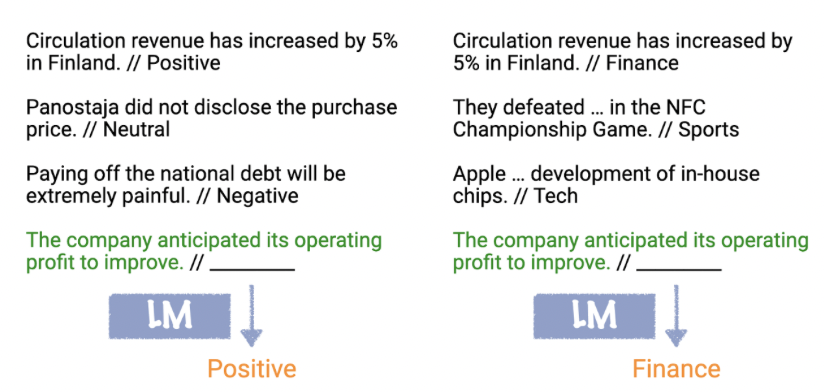 Circulation revenue has increased by 5%
in Finland. // Positive
Panostaja did not disclose the purchase
price. // Neutral
Paying off the national debt will be
extremely painful. // Negative
The company anticipated its operating
profit to improve. // ________
LM
Positive
Circulation revenue has increased by
5% in Finland. // Finance
They defeated ... in the NFC
Championship Game. // Sports
Apple ... development of in-house
chips. // Tech
The company anticipated its operating
profit to improve. // ________
LM
Finance